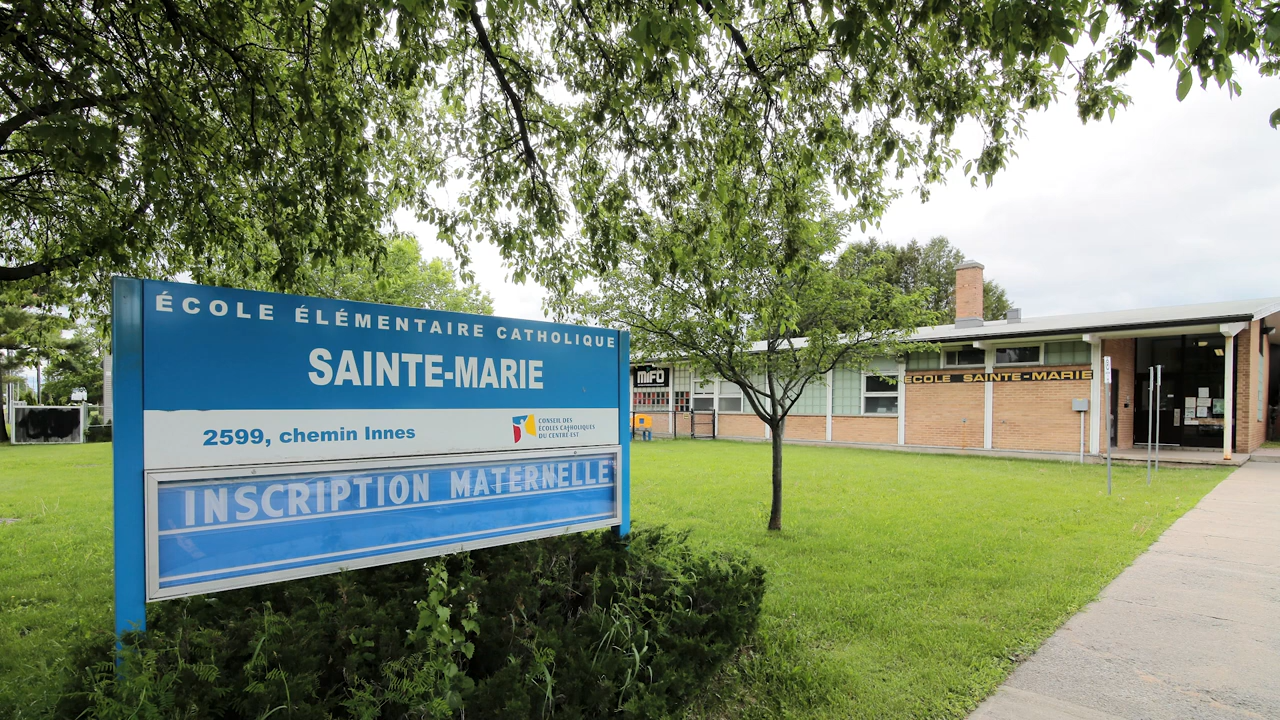 ÉCOLE ÉLÉMENTAIRE CATHOLIQUE
SAINTE-MARIE
2599, chemin Innes
CONSEIL DES
ÉCOLES CATHOLIQUES
DU CENTRE-EST
INSCRIPTION MATERNELLE
MIFO
ECOLE SAINTE-MARIE